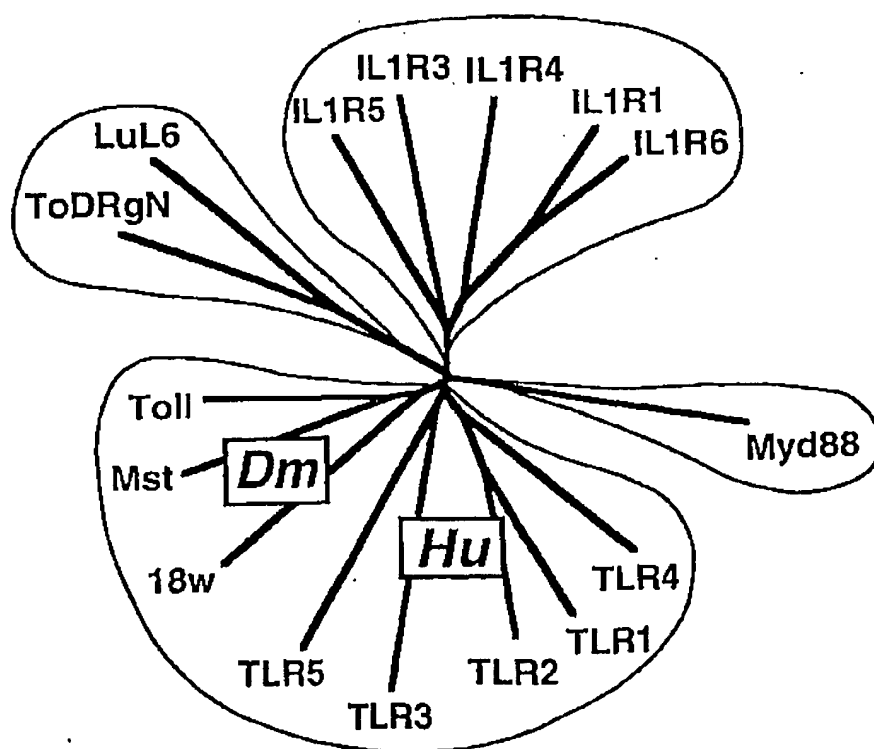 IL1R3
IL1R4
IL1R5
IL1R1
IL1R6
LuL6
ToDRgN
Toll
Mst
Dm
18w
Hu
Myd88
TLR4
TLR1
TLR2
TLR5
TLR3